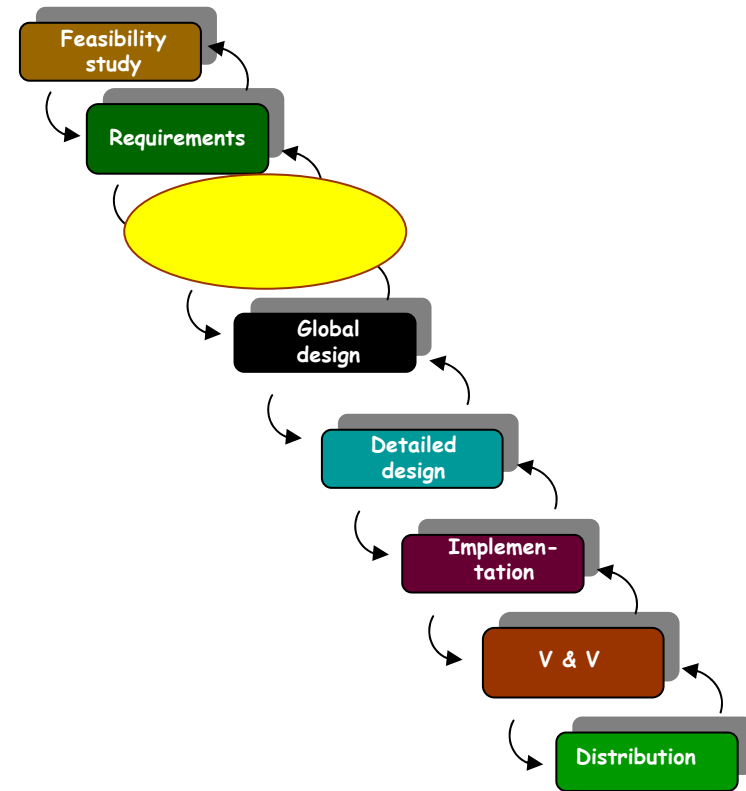 Feasibility
study
Requirements
Global
design
Detailed
design
Implemen-
tation
V & V
Distribution